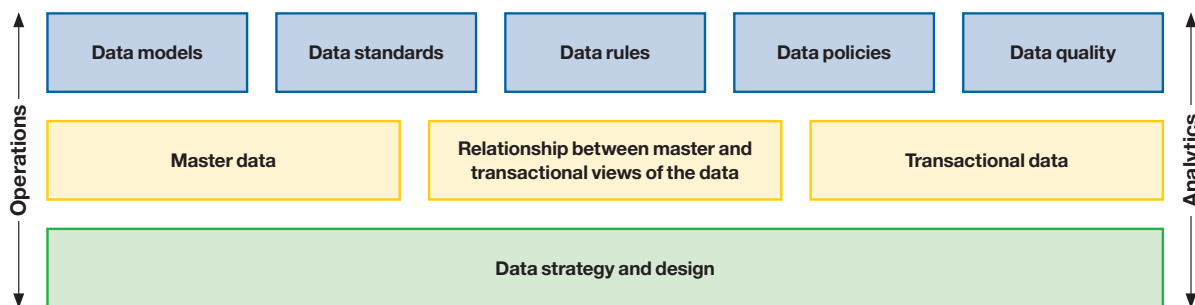 Operations
Data models
Data standards
Data rules
Data policies
Data quality
Master data
Relationship between master and
transactional views of the data
Transactional data
Data strategy and design
Analytics